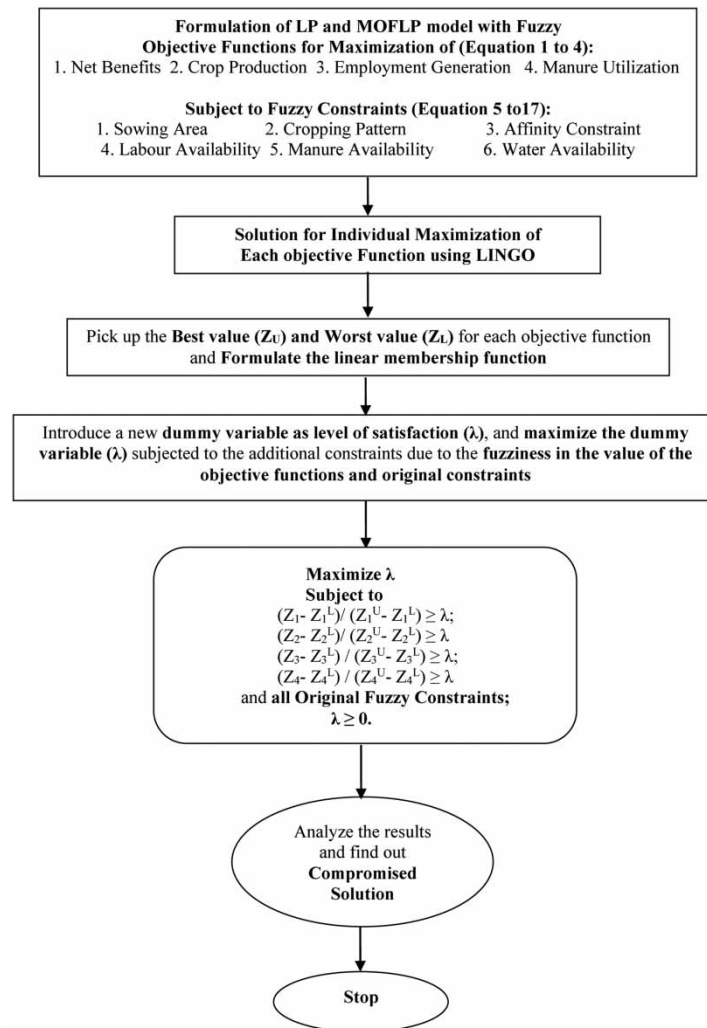 Formulation of LP and MOFLP model with Fuzzy
Objective Functions for Maximization of (Equation 1 to 4):
1. Net Benefits 2. Crop Production 3. Employment Generation 4. Manure Utilization
Subject to Fuzzy Constraints (Equation 5 to17):
1. Sowing Area 2. Cropping Pattern 3. Affinity Constraint
4. Labour Availability 5. Manure Availability 6. Water Availability
Solution for Individual Maximization of
Each objective Function using LINGO
Pick up the Best value (Z_U) and Worst value (Z_L) for each objective function
and Formulate the linear membership function
Introduce a new dummy variable as level of satisfaction (λ), and maximize the dummy
variable (λ) subjected to the additional constraints due to the fuzziness in the value of the
objective functions and original constraints
Maximize λ
Subject to
(Z₁- Z₁ᴸ)/ (Z₁ᵁ- Z₁ᴸ) ≥ λ;
(Z₂- Z₂ᴸ)/ (Z₂ᵁ- Z₂ᴸ) ≥ λ
(Z₃- Z₃ᴸ) / (Z₃ᵁ- Z₃ᴸ) ≥ λ;
(Z₄- Z₄ᴸ) / (Z₄ᵁ- Z₄ᴸ) ≥ λ
and all Original Fuzzy Constraints;
λ ≥ 0.
Analyze the results
and find out
Compromised
Solution
Stop